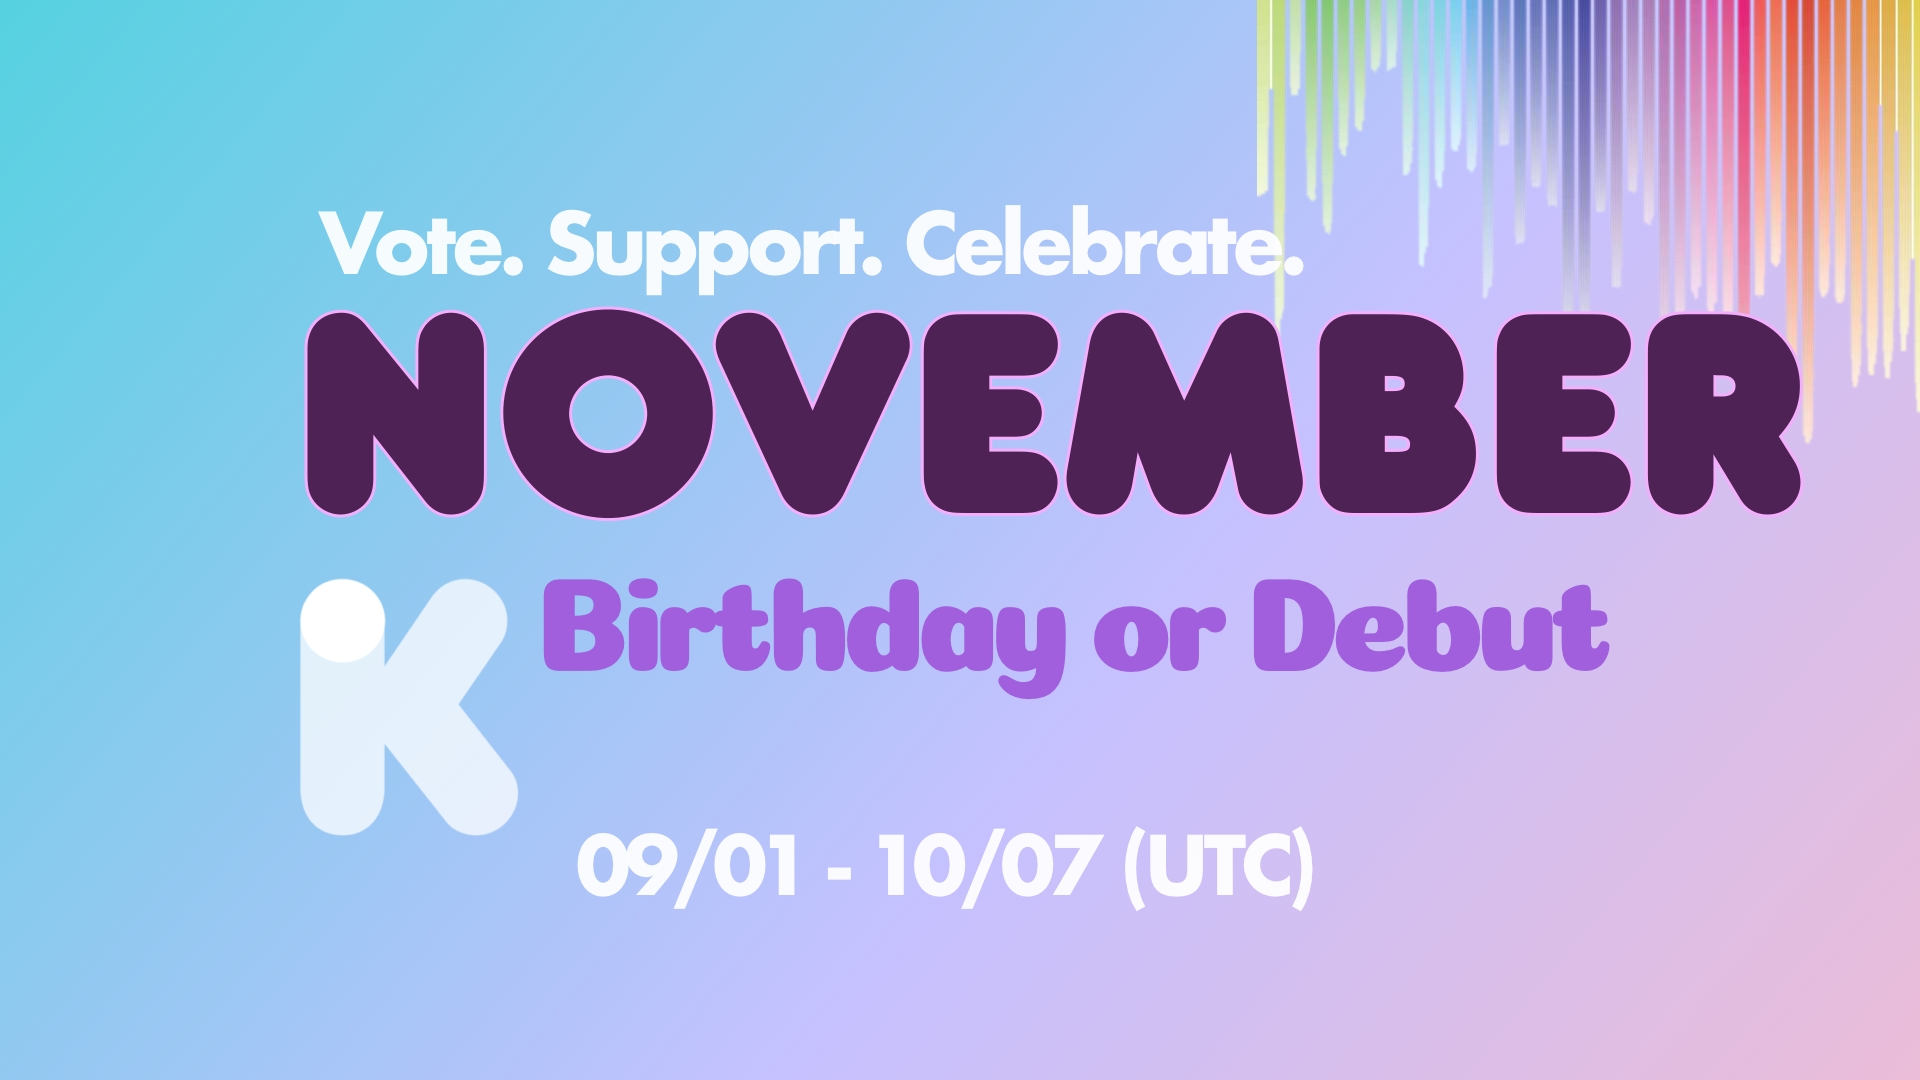 Vote. Support. Celebrate.
NOVEMBER
K Birthday or Debut
09/01 - 10/07 (UTC)